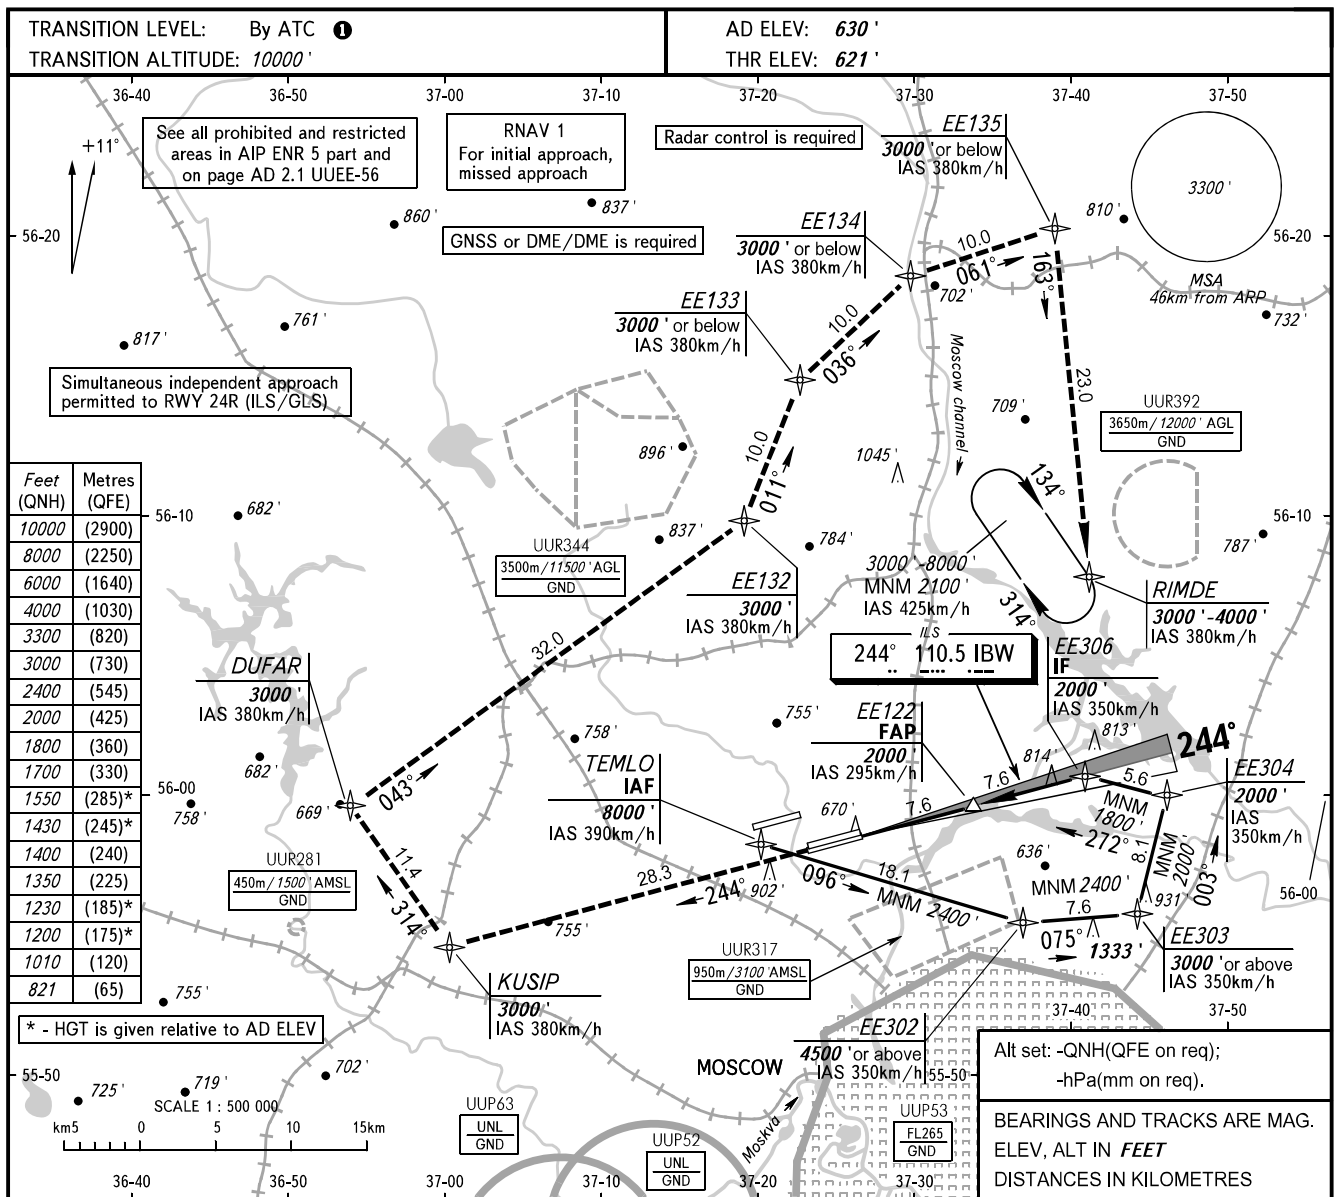 TRANSITION LEVEL: By ATC ❶
TRANSITION ALTITUDE: 10000 '
AD ELEV: 630 '
THR ELEV: 621 '
36-40
36-50
37-00
37-10
37-20
37-30
37-40
37-50
+11°
See all prohibited and restricted
areas in AIP ENR 5 part and
on page AD 2.1 UUEE-56
RNAV 1
For initial approach,
missed approach
Radar control is required
EE135
3000 ' or below
IAS 380km/h
3300 '
MSA
46km from ARP
860 '
837 '
810 '
56-20
56-20
GNSS or DME/DME is required
EE134
3000 ' or below
IAS 380km/h
10.0
061°
163°
702 '
732 '
EE133
3000 ' or below
IAS 380km/h
10.0
036°
761 '
817 '
Simultaneous independent approach
permitted to RWY 24R (ILS/GLS)
Moscow channel
23.0
709 '
UUR392
3650m/12000' AGL
GND
896 '
10.0
011°
1045 '
134°
314°
Feet
(QNH)
Metres
(QFE)
10000 (2900)
8000 (2250)
6000 (1640)
4000 (1030)
3300 (820)
3000 (730)
2400 (545)
2000 (425)
1800 (360)
1700 (330)
1550 (285)*
1430 (245)*
1400 (240)
1350 (225)
1230 (185)*
1200 (175)*
1010 (120)
821 (65)
56-10
682 '
56-10
837 '
784 '
787 '
UUR344
3500m/11500' AGL
GND
3000 '-8000 '
MNM 2100 '
IAS 425km/h
EE132
3000 '
IAS 380km/h
RIMDE
3000 '-4000 '
IAS 380km/h
32.0
ILS
244° 110.5 IBW
EE306
IF
2000 '
IAS 350km/h
DUFAR
3000 '
IAS 380km/h
EE122
FAP
2000 '
IAS 295km/h
755 '
758 '
813 '
814 '
244°
TEMLO
IAF
8000 '
IAS 390km/h
EE304
2000 '
IAS
350km/h
682 '
043°
56-00
758 '
669 '
670 '
7.6
7.6
5.6
MNM
1800 '
272°
8.1
MNM
2000 '
003°
UUR281
450m/1500' AMSL
GND
11.4
314°
28.3
244°
902 '
096°
18.1
MNM 2400 '
636 '
MNM 2400 '
7.6
075°
931 '
1333 '
56-00
755 '
EE303
3000 ' or above
IAS 350km/h
UUR317
950m/3100' AMSL
GND
KUSIP
3000 '
IAS 380km/h
755 '
* - HGT is given relative to AD ELEV
37-40
37-50
EE302
4500 ' or above
IAS 350km/h
MOSCOW
55-50
702 '
725 '
719 '
55-50
SCALE 1 : 500 000
km5 0 5 10 15km
UUP63
UNL
GND
UUP52
UNL
GND
Moskva
UUP53
FL265
GND
Alt set: -QNH(QFE on req);
-hPa(mm on req).
BEARINGS AND TRACKS ARE MAG.
ELEV, ALT IN FEET
DISTANCES IN KILOMETRES
36-40
36-50
37-00
37-10
37-20
37-30